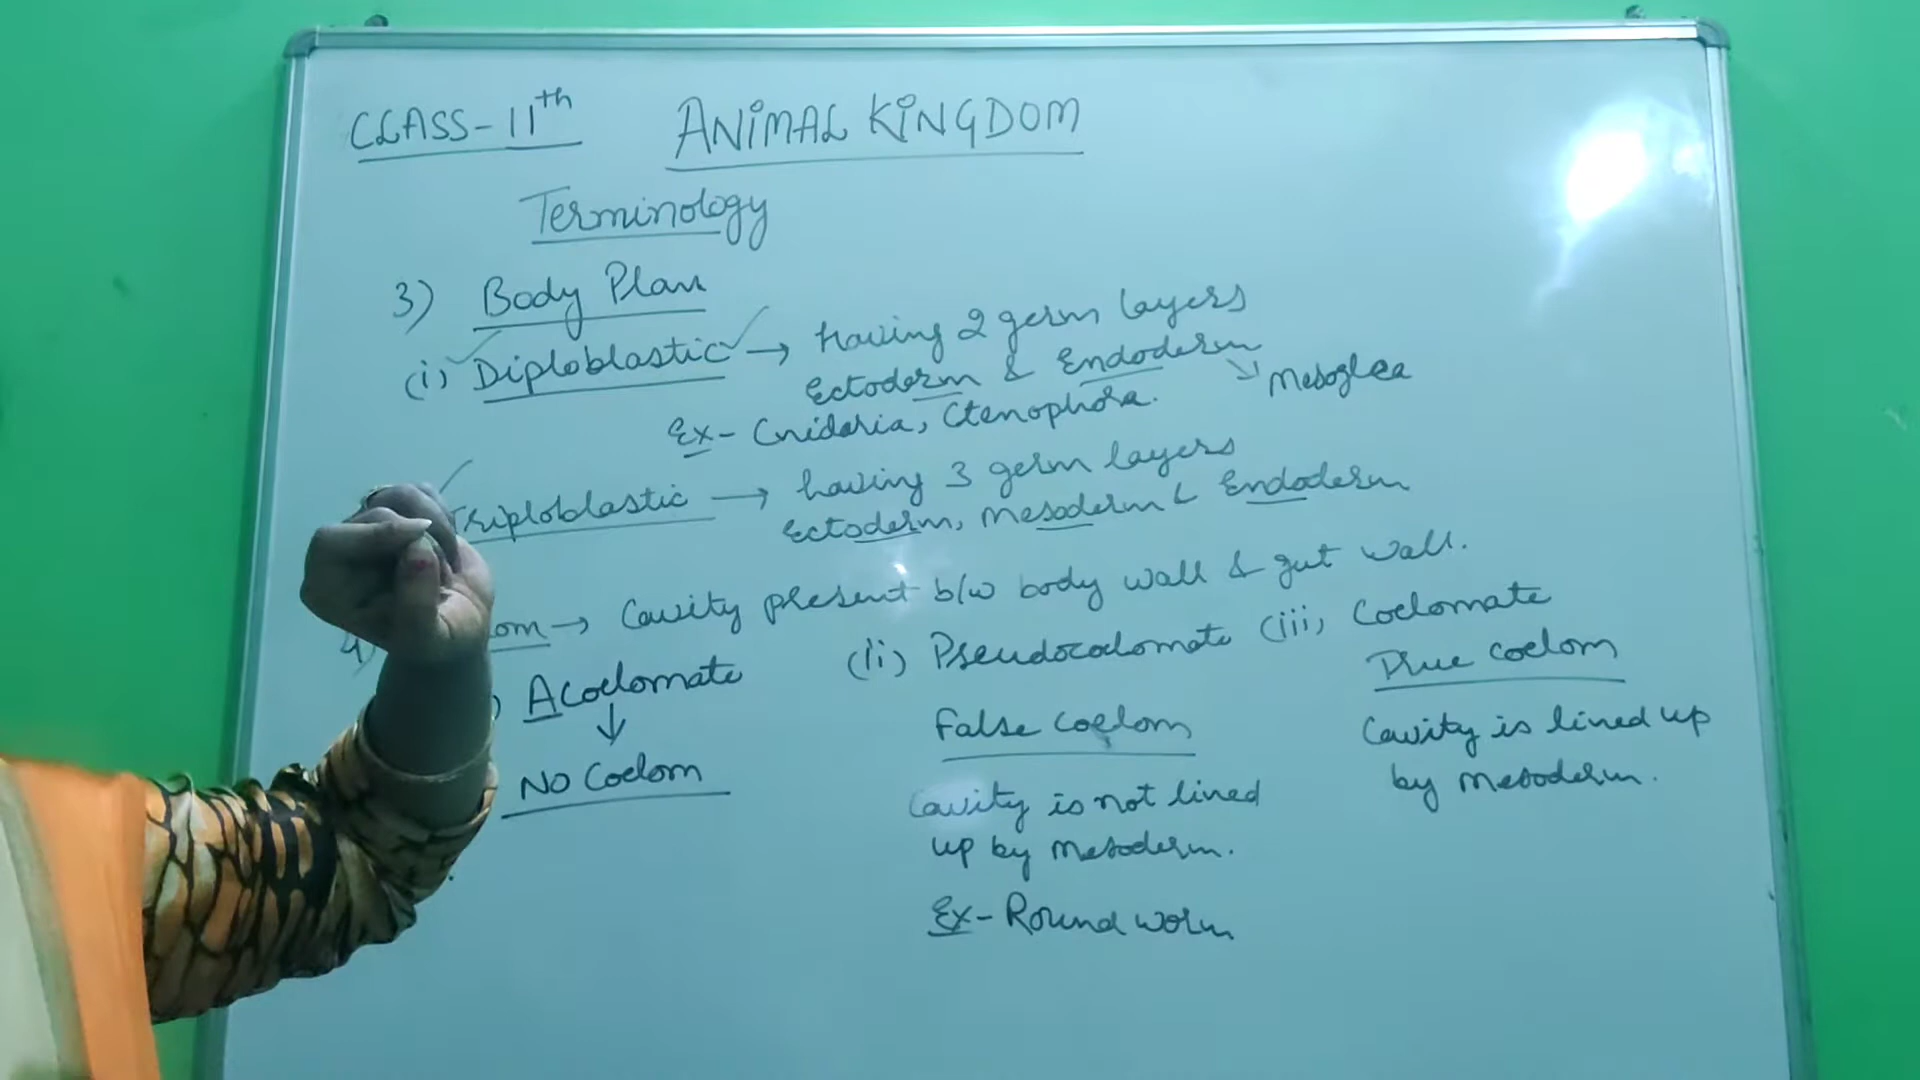 CLASS-11th ANIMAL KINGDOM
Terminology
3) Body Plan
(i) Diploblastic → having 2 germ layers
Ectoderm & Endoderm
↘ Mesoglea
Ex- Cnidaria, Ctenophora.
Triploblastic → having 3 germ layers
Ectoderm, Mesoderm & Endoderm
4) om → Cavity present b/w body wall & gut wall.
) Acoelomate (ii) Pseudocoelomate (iii) Coelomate
↓ False coelom True coelom
NO Coelom Cavity is not lined Cavity is lined up
up by Mesoderm. by Mesoderm.
Ex- Round worm